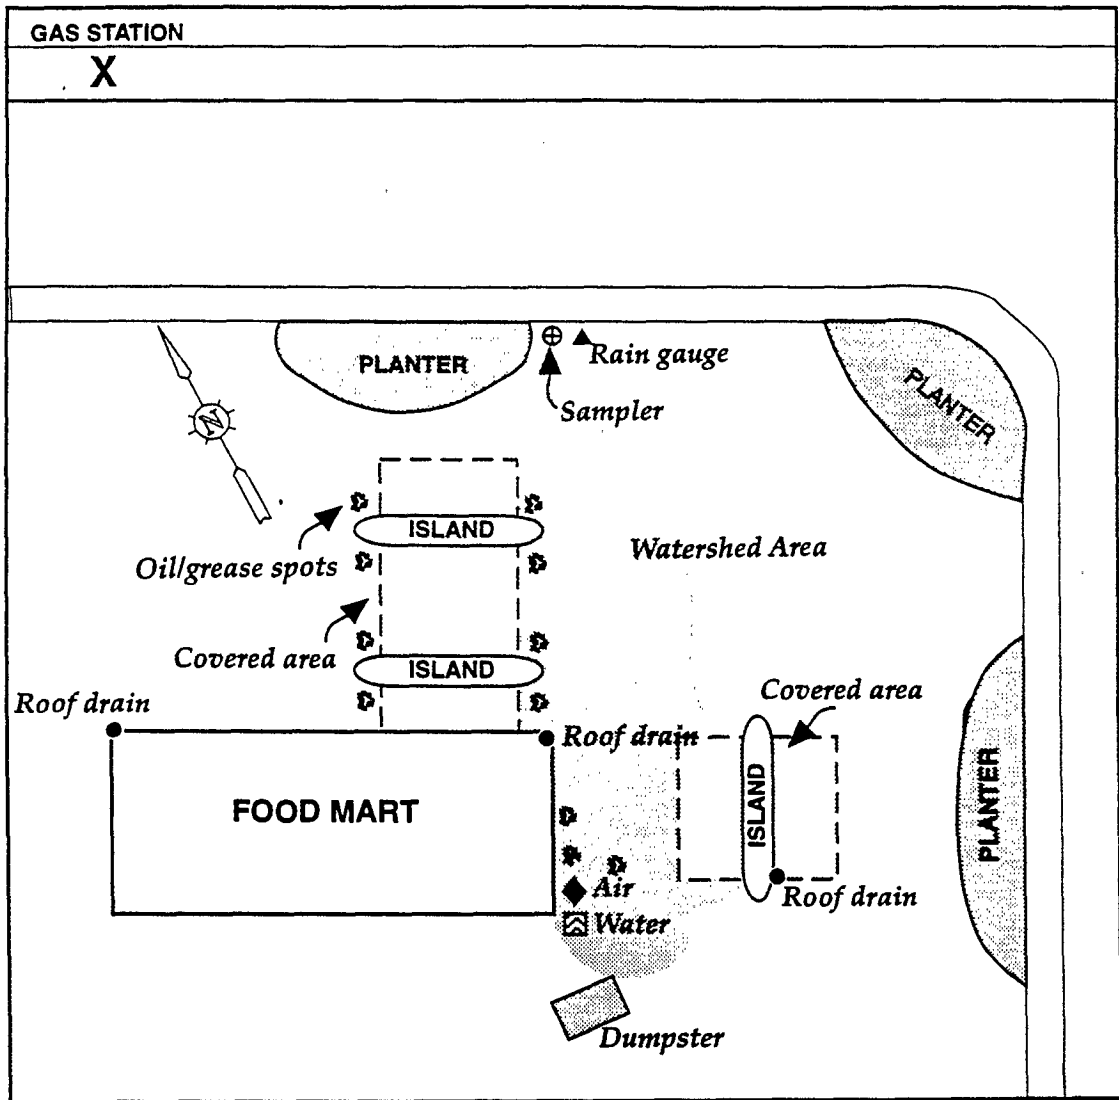 GAS STATION
X
PLANTER
Rain gauge
PLANTER
Sampler
N
ISLAND
Oil/grease spots
Watershed Area
Covered area
ISLAND
Roof drain
Covered area
Roof drain
FOOD MART
ISLAND
PLANTER
Air
Roof drain
Water
Dumpster